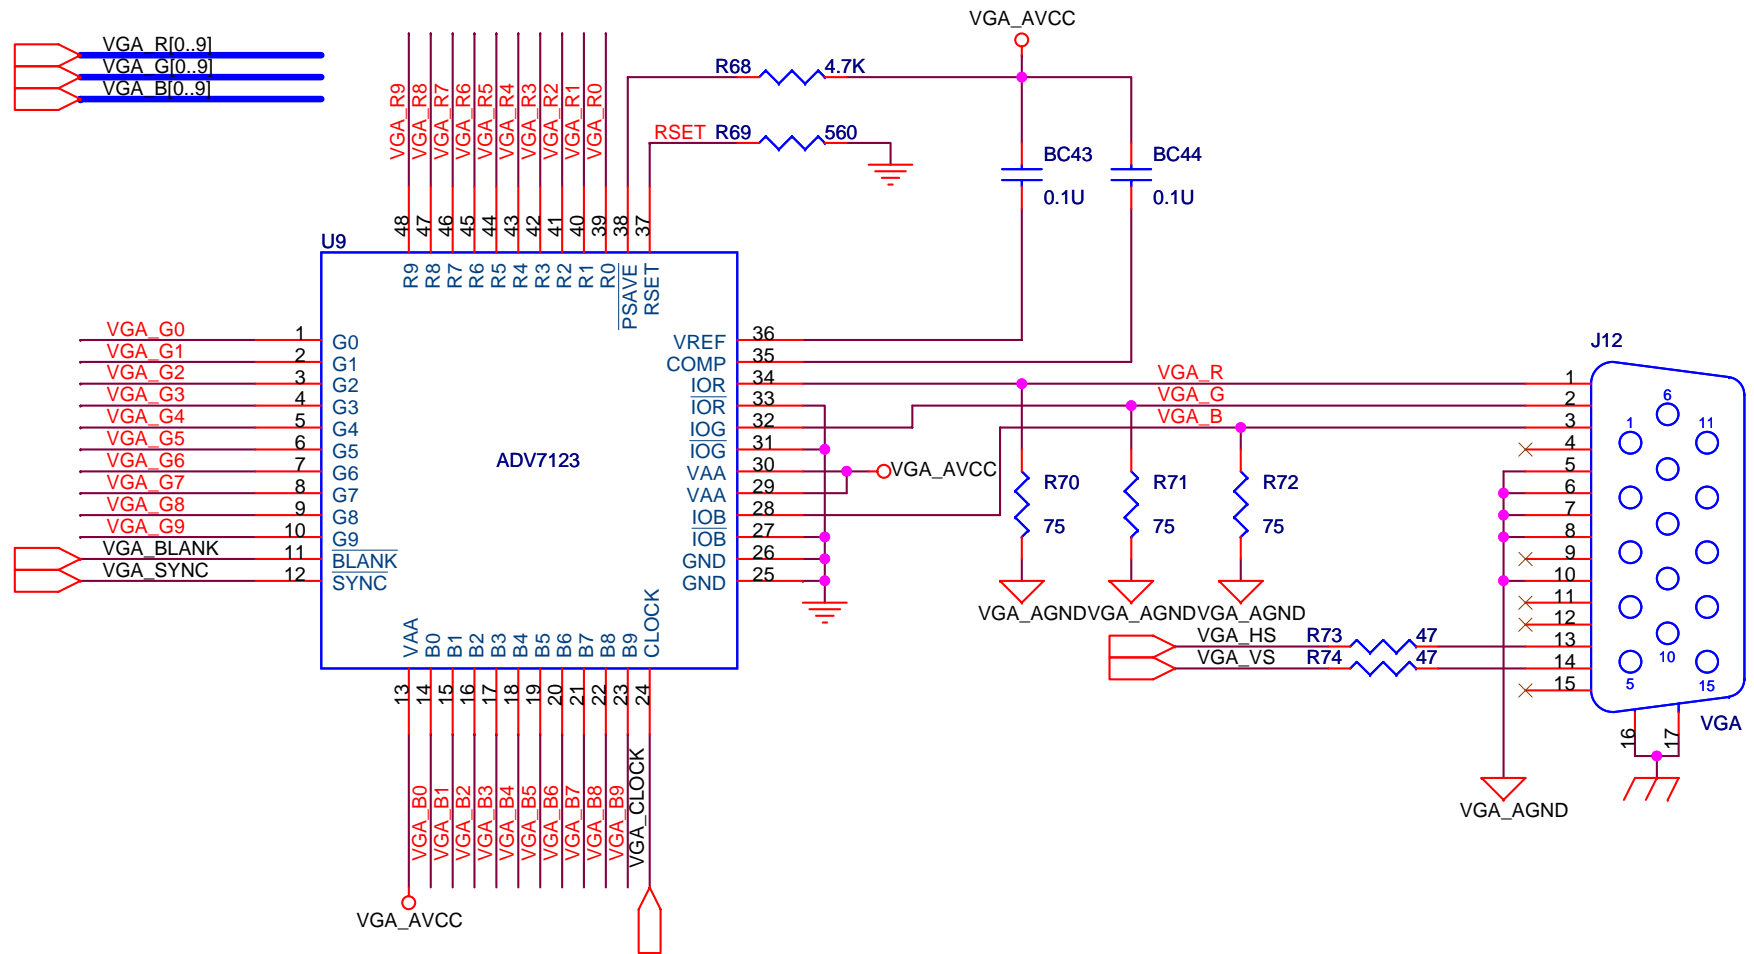 VGA_AVCC
VGA_R[0..9]
VGA_G[0..9]
VGA_B[0..9]
R68 4.7K
RSET R69 560
VGA_R9
VGA_R8
VGA_R7
VGA_R6
VGA_R5
VGA_R4
VGA_R3
VGA_R2
VGA_R1
VGA_R0
BC43
0.1U
BC44
0.1U
48
47
46
45
44
43
42
41
40
39
38
37
U9
R9
R8
R7
R6
R5
R4
R3
R2
R1
R0
PSAVE
RSET
VGA_G0 1 G0
VGA_G1 2 G1
VGA_G2 3 G2
VGA_G3 4 G3
VGA_G4 5 G4
VGA_G5 6 G5
VGA_G6 7 G6
VGA_G7 8 G7
VGA_G8 9 G8
VGA_G9 10 G9
VGA_BLANK 11 BLANK
VGA_SYNC 12 SYNC
ADV7123
VREF 36
COMP 35
IOR 34
IOR 33
IOG 32
IOG 31
VAA 30
VAA 29
IOB 28
IOB 27
GND 26
GND 25
VGA_AVCC
VGA_R
VGA_G
VGA_B
R70
75
R71
75
R72
75
VGA_AGND
VGA_AGND
VGA_AGND
VGA_HS R73 47
VGA_VS R74 47
J12
1
2
3
4
5
6
7
8
9
10
11
12
13
14
15
6
1
11
10
5
15
VGA
16
17
VGA_AGND
VAA
B0
B1
B2
B3
B4
B5
B6
B7
B8
B9
CLOCK
13
14
15
16
17
18
19
20
21
22
23
24
VGA_B0
VGA_B1
VGA_B2
VGA_B3
VGA_B4
VGA_B5
VGA_B6
VGA_B7
VGA_B8
VGA_B9
VGA_CLOCK
VGA_AVCC